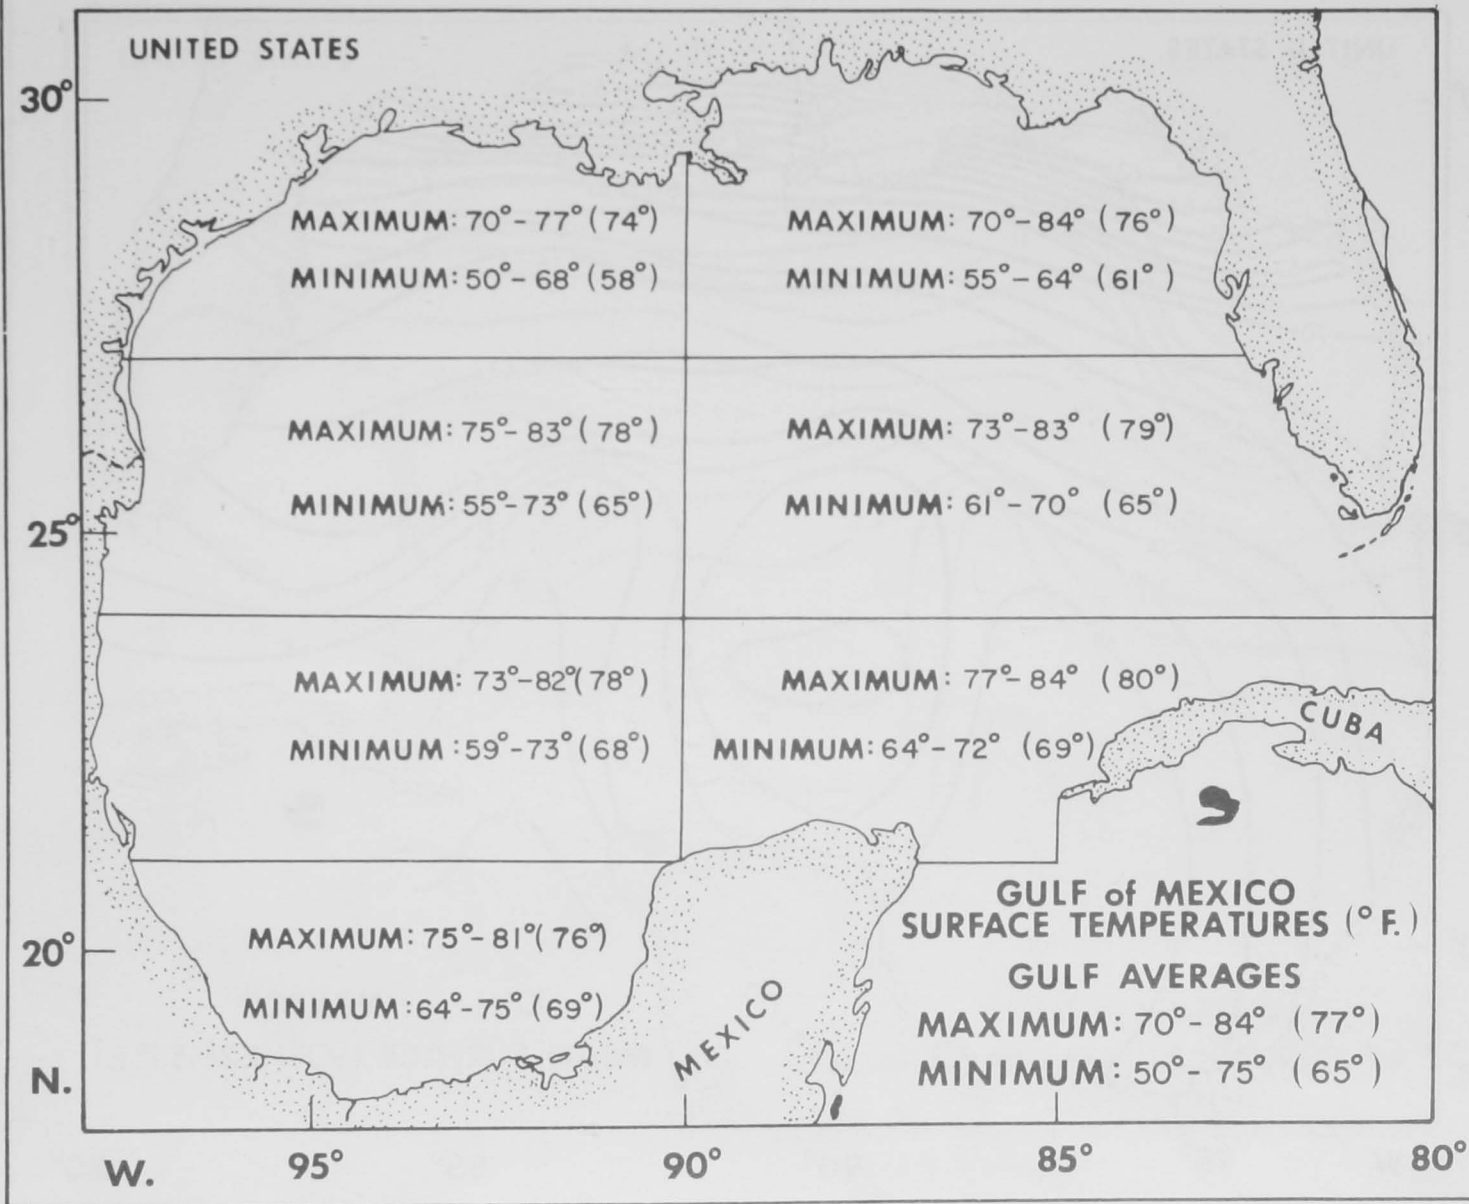 UNITED STATES
30°
MAXIMUM: 70°-77° (74°)
MINIMUM: 50°-68° (58°)
MAXIMUM: 70°-84° (76°)
MINIMUM: 55°-64° (61°)
MAXIMUM: 75°-83° (78°)
MINIMUM: 55°-73° (65°)
MAXIMUM: 73°-83° (79°)
MINIMUM: 61°-70° (65°)
25°
MAXIMUM: 73°-82° (78°)
MINIMUM: 59°-73° (68°)
MAXIMUM: 77°-84° (80°)
MINIMUM: 64°-72° (69°)
CUBA
MAXIMUM: 75°-81° (76°)
MINIMUM: 64°-75° (69°)
20°
MEXICO
GULF of MEXICO
SURFACE TEMPERATURES (°F.)
GULF AVERAGES
MAXIMUM: 70°-84° (77°)
MINIMUM: 50°-75° (65°)
N.
W. 95° 90° 85° 80°